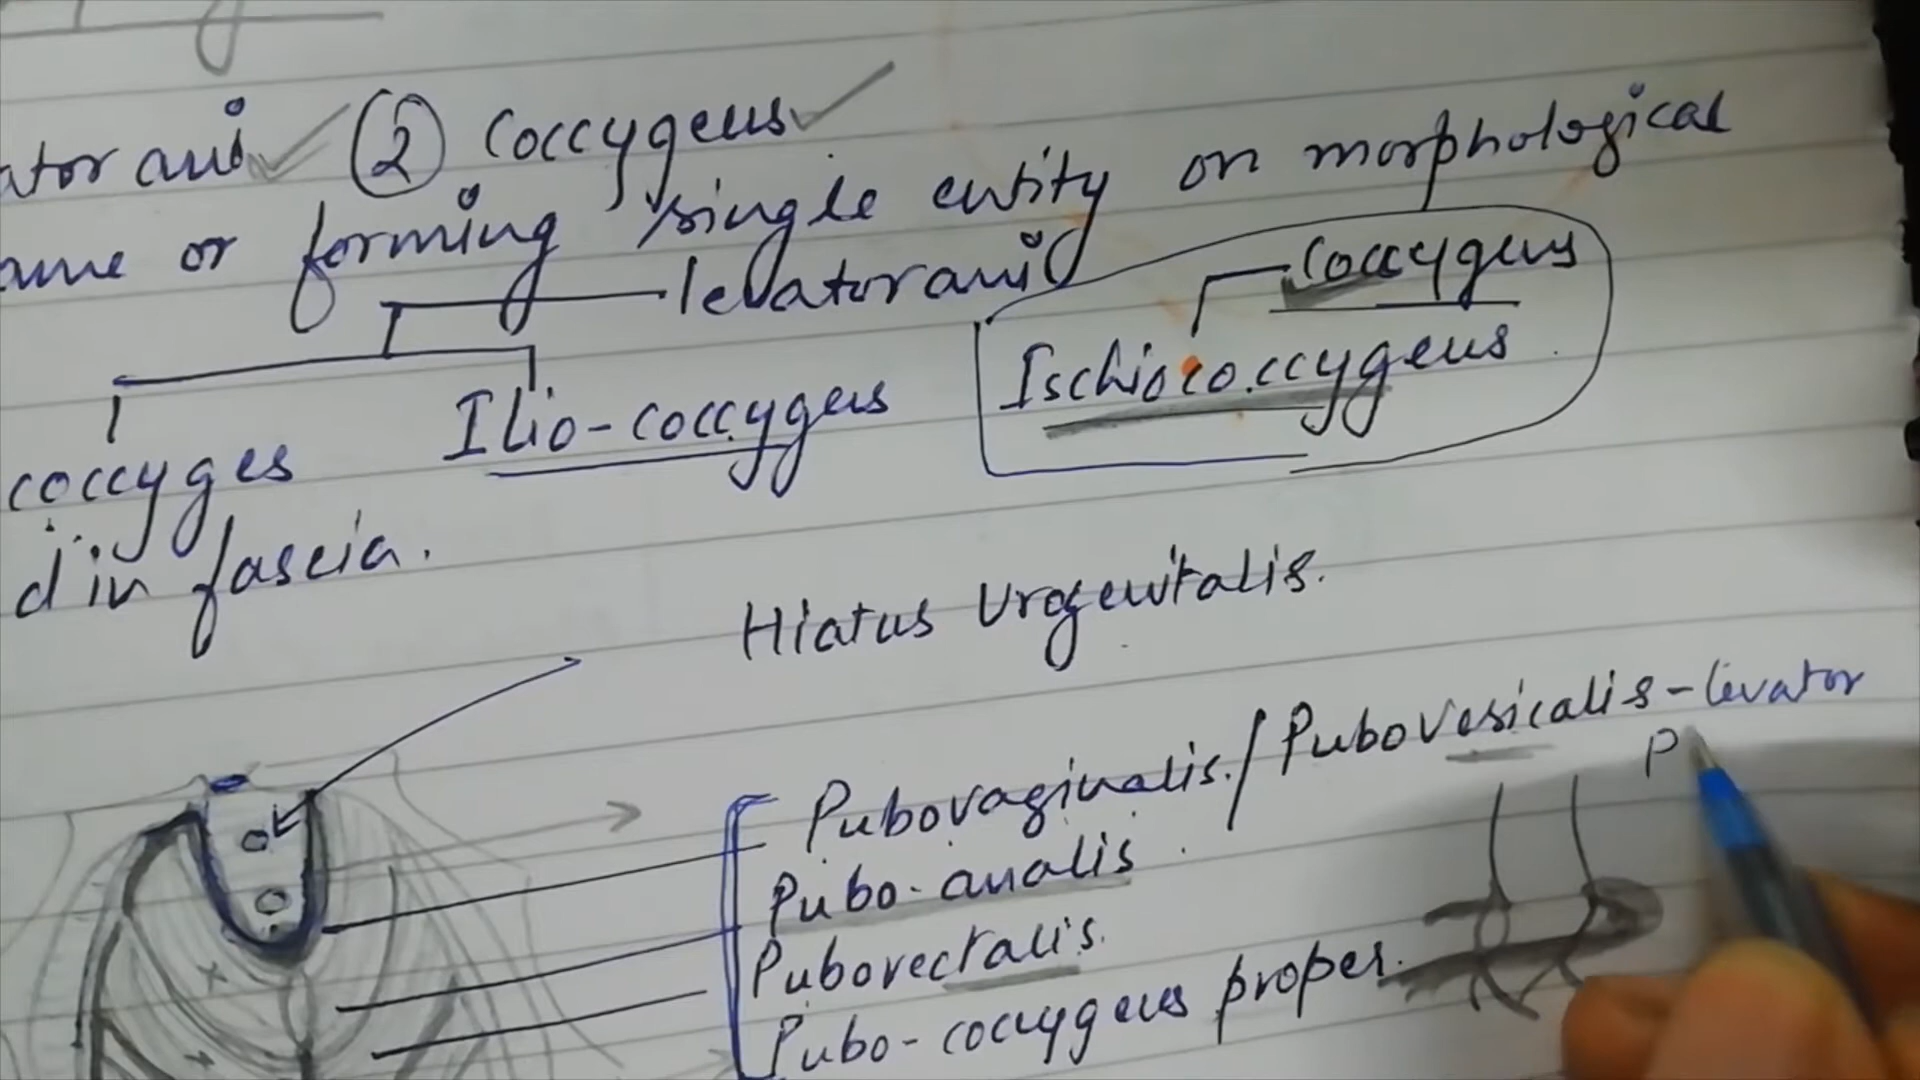 ator ani ② Coccygeus
ame or forming single entity on morphological
levator ani
Coccygeus
Ischiococcygeus
Ilio-coccygeus
coccyges
d in fascia.
Hiatus Urogenitalis.
Pubovaginalis./Pubovesicalis-levator
P
Pubo-analis
Puborectalis.
Pubo-coccygeus proper.